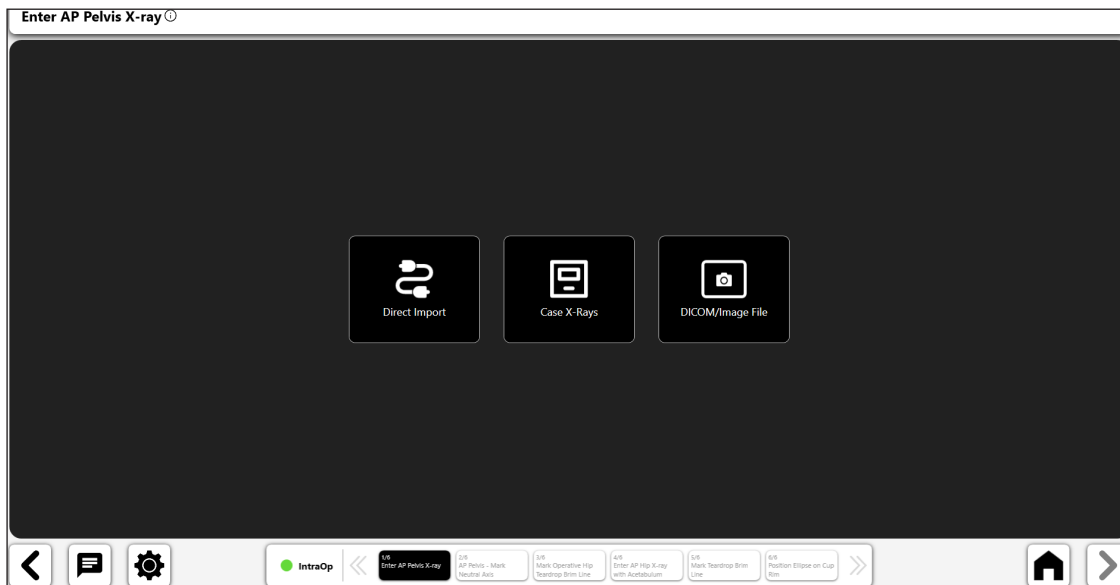 Enter AP Pelvis X-ray
Direct Import
Case X-Rays
DICOM/Image File
IntraOp
1/6
Enter AP Pelvis X-ray
2/6
AP Pelvis - Mark
Neutral Axis
3/6
Mark Operative Hip
Teardrop Brim Line
4/6
Enter AP Hip X-ray
with Acetabulum
5/6
Mark Teardrop Brim
Line
6/6
Position Ellipse on Cup
Rim